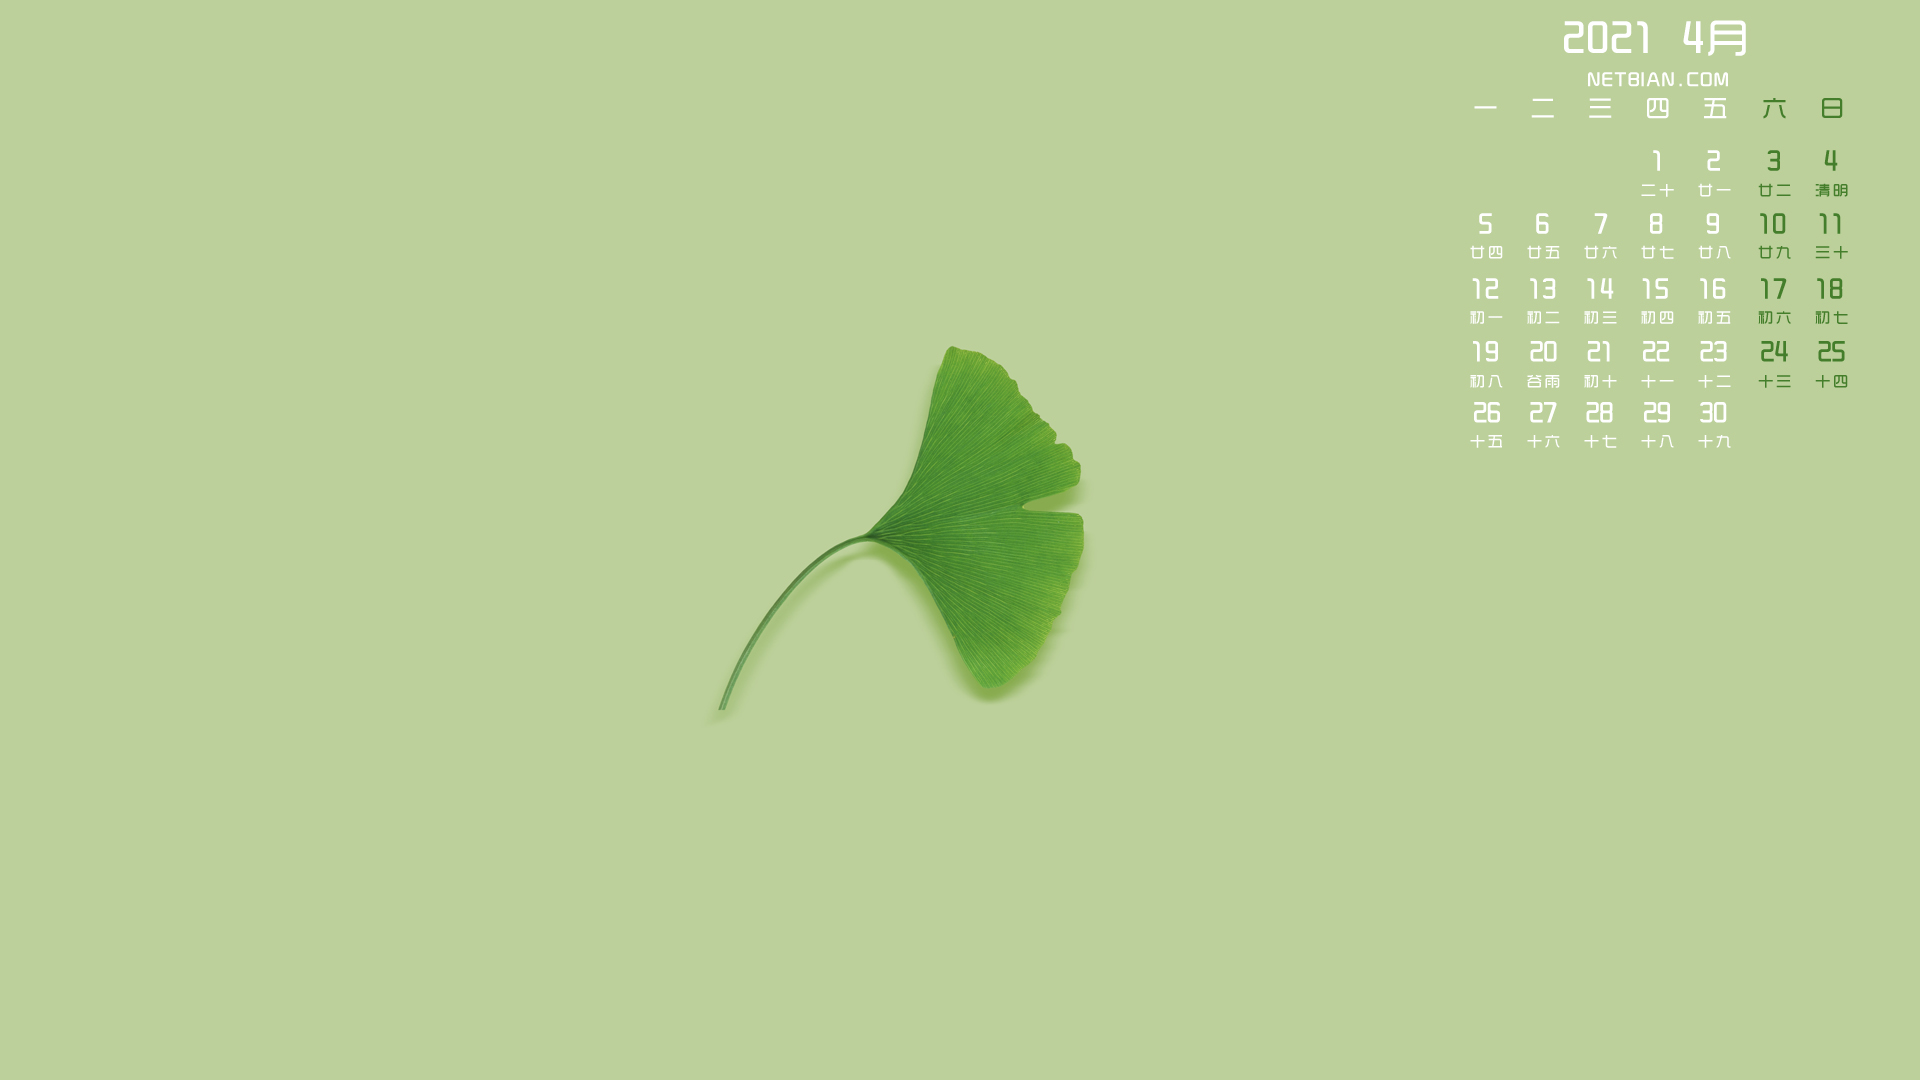 2021 4月
NETBIAN.COM
一 二 三 四 五 六 日
1 2 3 4
二十 廿一 廿二 清明
5 6 7 8 9 10 11
廿四 廿五 廿六 廿七 廿八 廿九 三十
12 13 14 15 16 17 18
初一 初二 初三 初四 初五 初六 初七
19 20 21 22 23 24 25
初八 谷雨 初十 十一 十二 十三 十四
26 27 28 29 30
十五 十六 十七 十八 十九